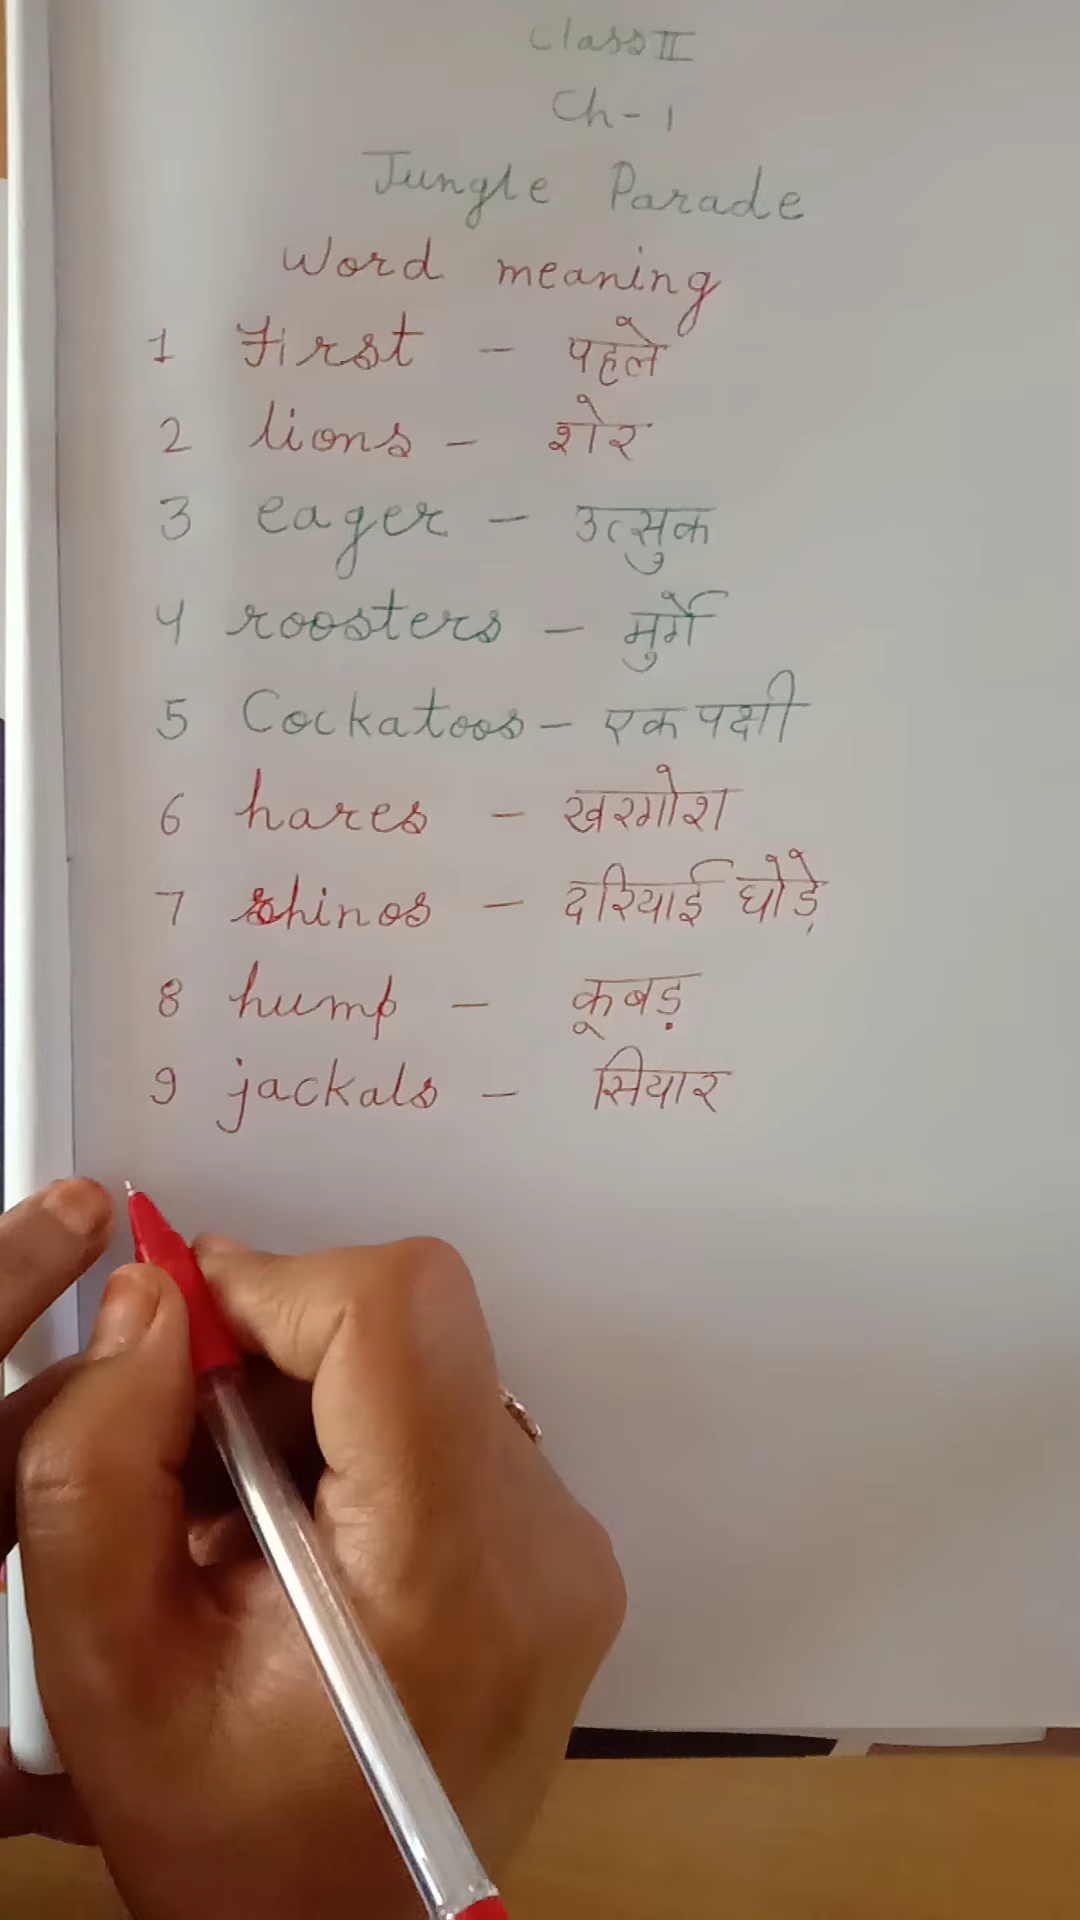 Class II
Ch-1
Jungle Parade
Word meaning
1 First - पहले
2 lions - शेर
3 eager - उत्सुक
4 roosters - मुर्गे
5 Cockatoos - एक पक्षी
6 hares - खरगोश
7 rhinos - दरियाई घोड़े
8 hump - कूबड़
9 jackals - सियार